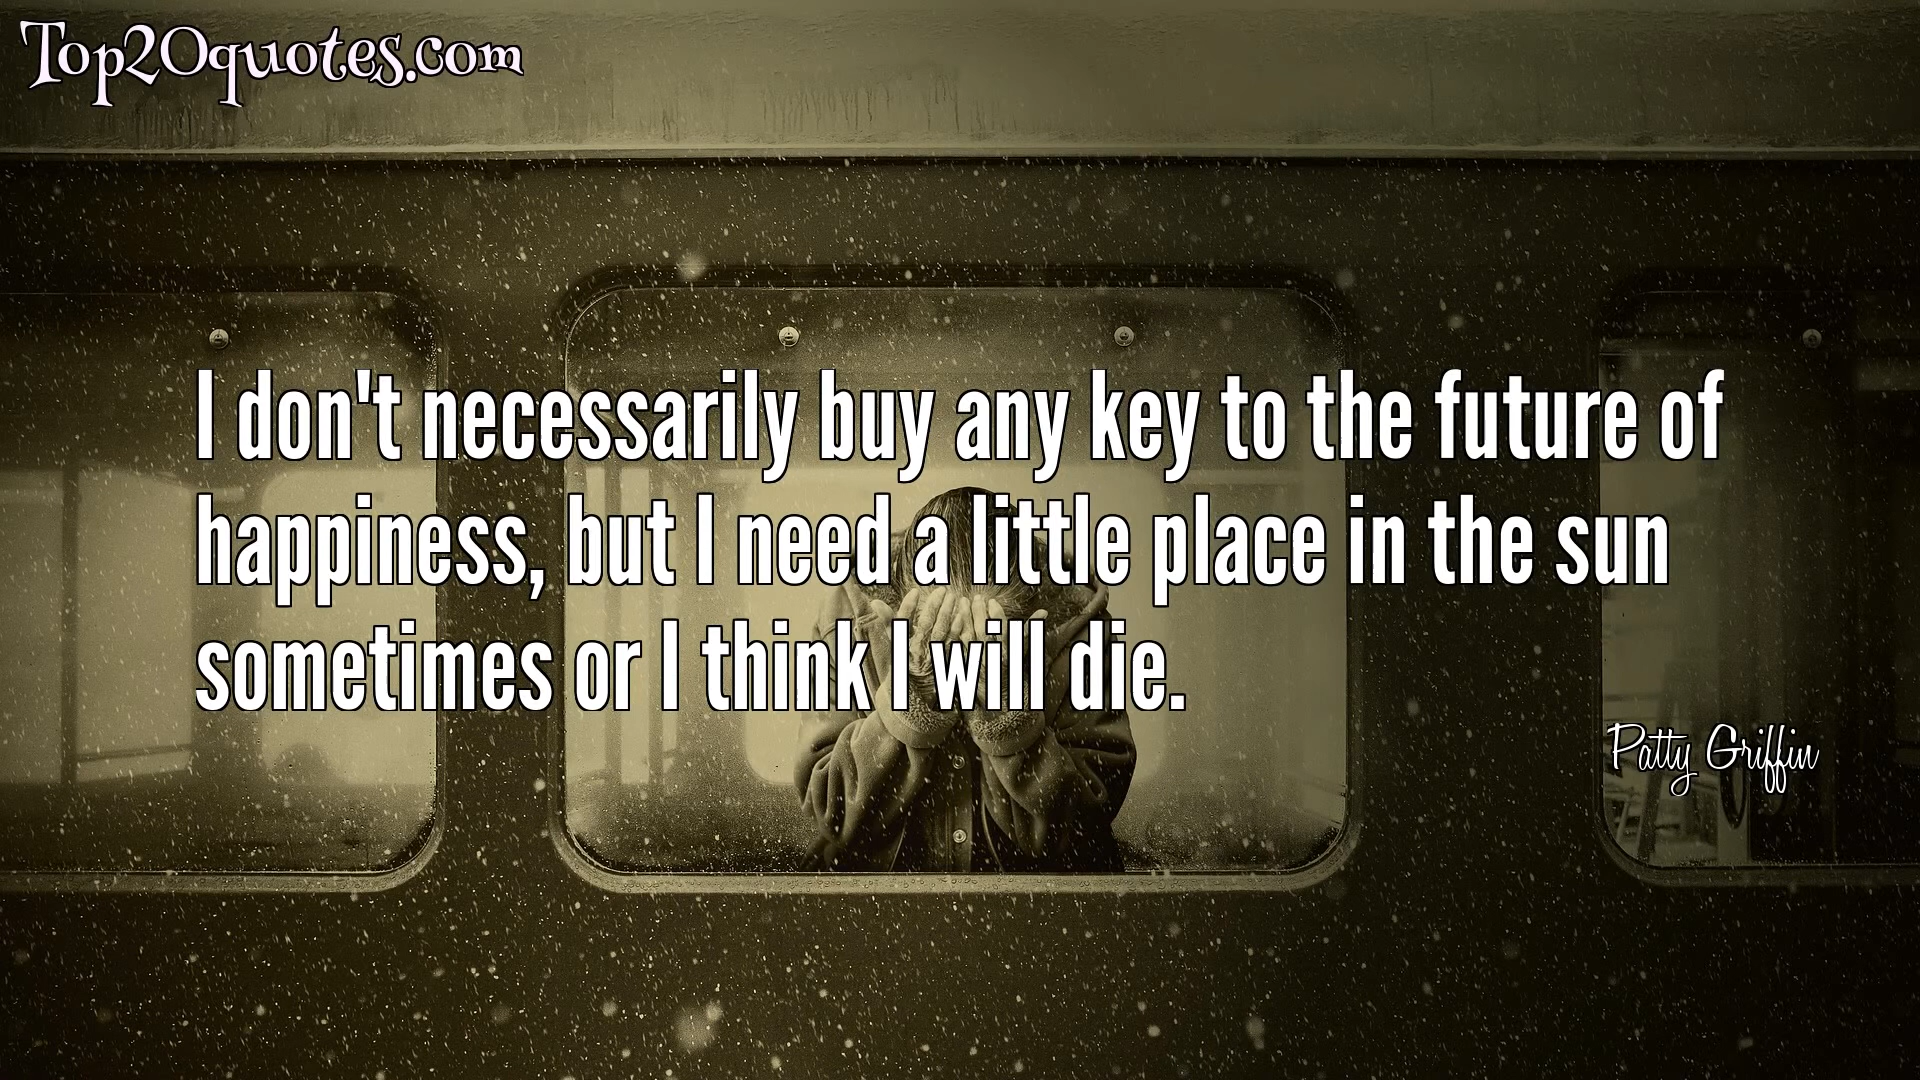 Top20quotes.com
I don't necessarily buy any key to the future of
happiness, but I need a little place in the sun
sometimes or I think I will die.
Patty Griffin